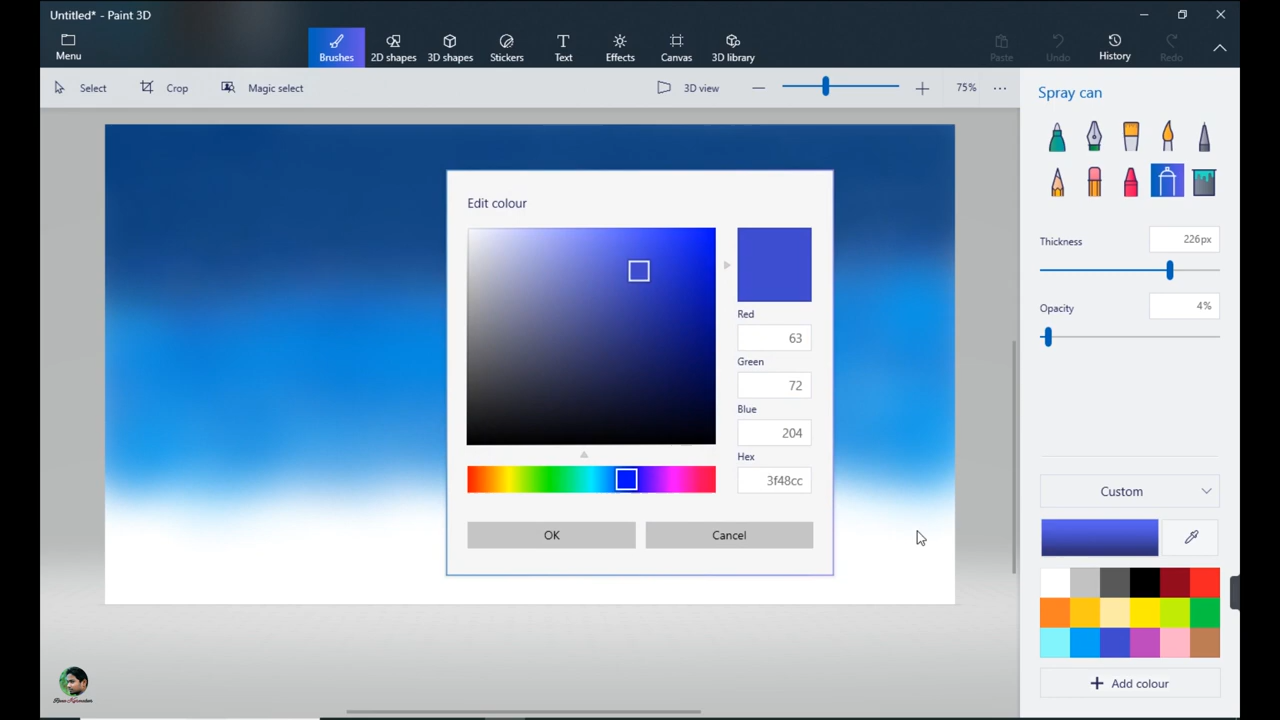 Untitled* - Paint 3D
Menu
Brushes
2D shapes
3D shapes
Stickers
Text
Effects
Canvas
3D library
Paste
Undo
History
Redo
Select
Crop
Magic select
3D view
75%
Spray can
Thickness
226px
Opacity
4%
Edit colour
Red
63
Green
72
Blue
204
Hex
3f48cc
OK
Cancel
Custom
Add colour